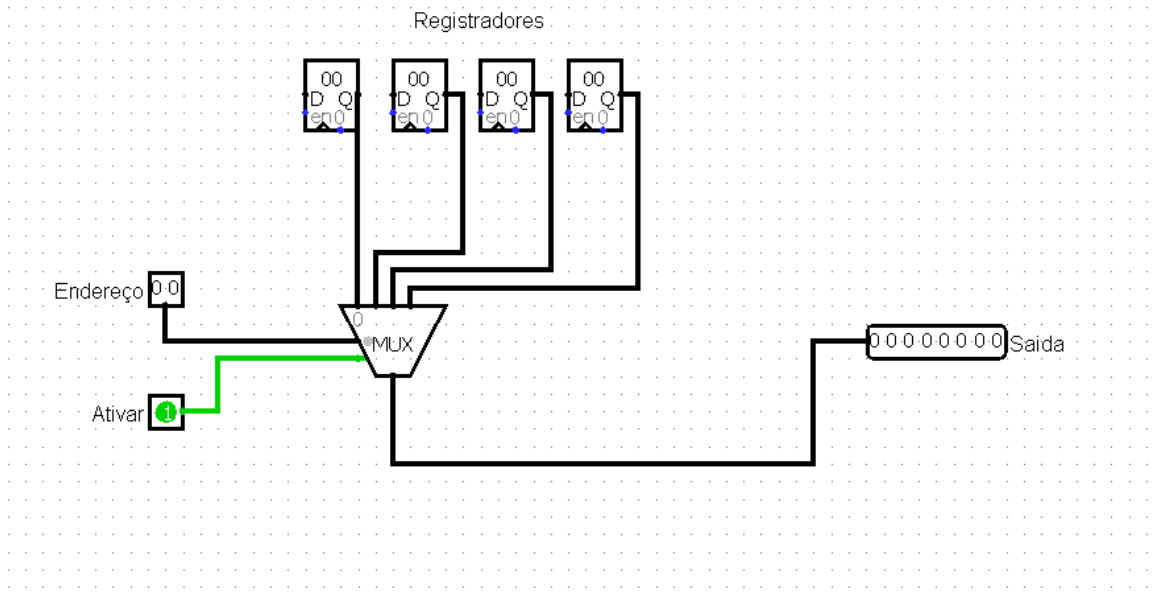 Registradores
00 00 00 00
D Q D Q D Q D Q
en 0 en 0 en 0 en 0
Endereço 0 0
0
MUX
0 0 0 0 0 0 0 0 Saida
Ativar 1